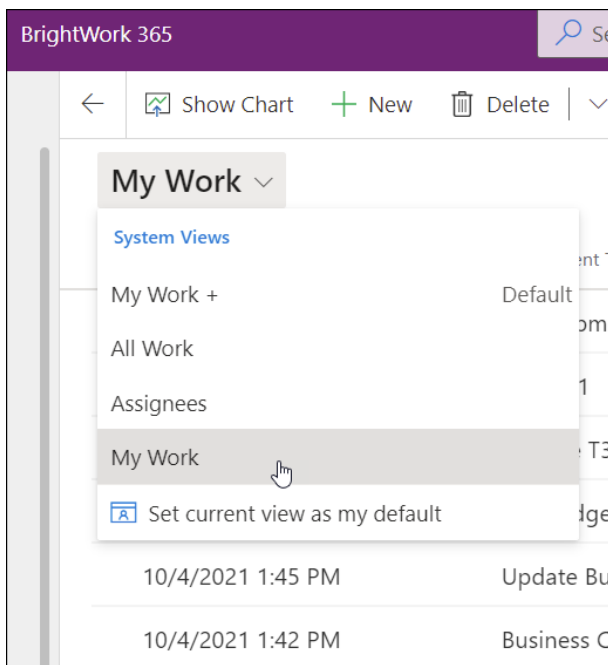 BrightWork 365
Show Chart New Delete
My Work
System Views
My Work + Default
All Work
Assignees
My Work
Set current view as my default
10/4/2021 1:45 PM Update
10/4/2021 1:42 PM Business